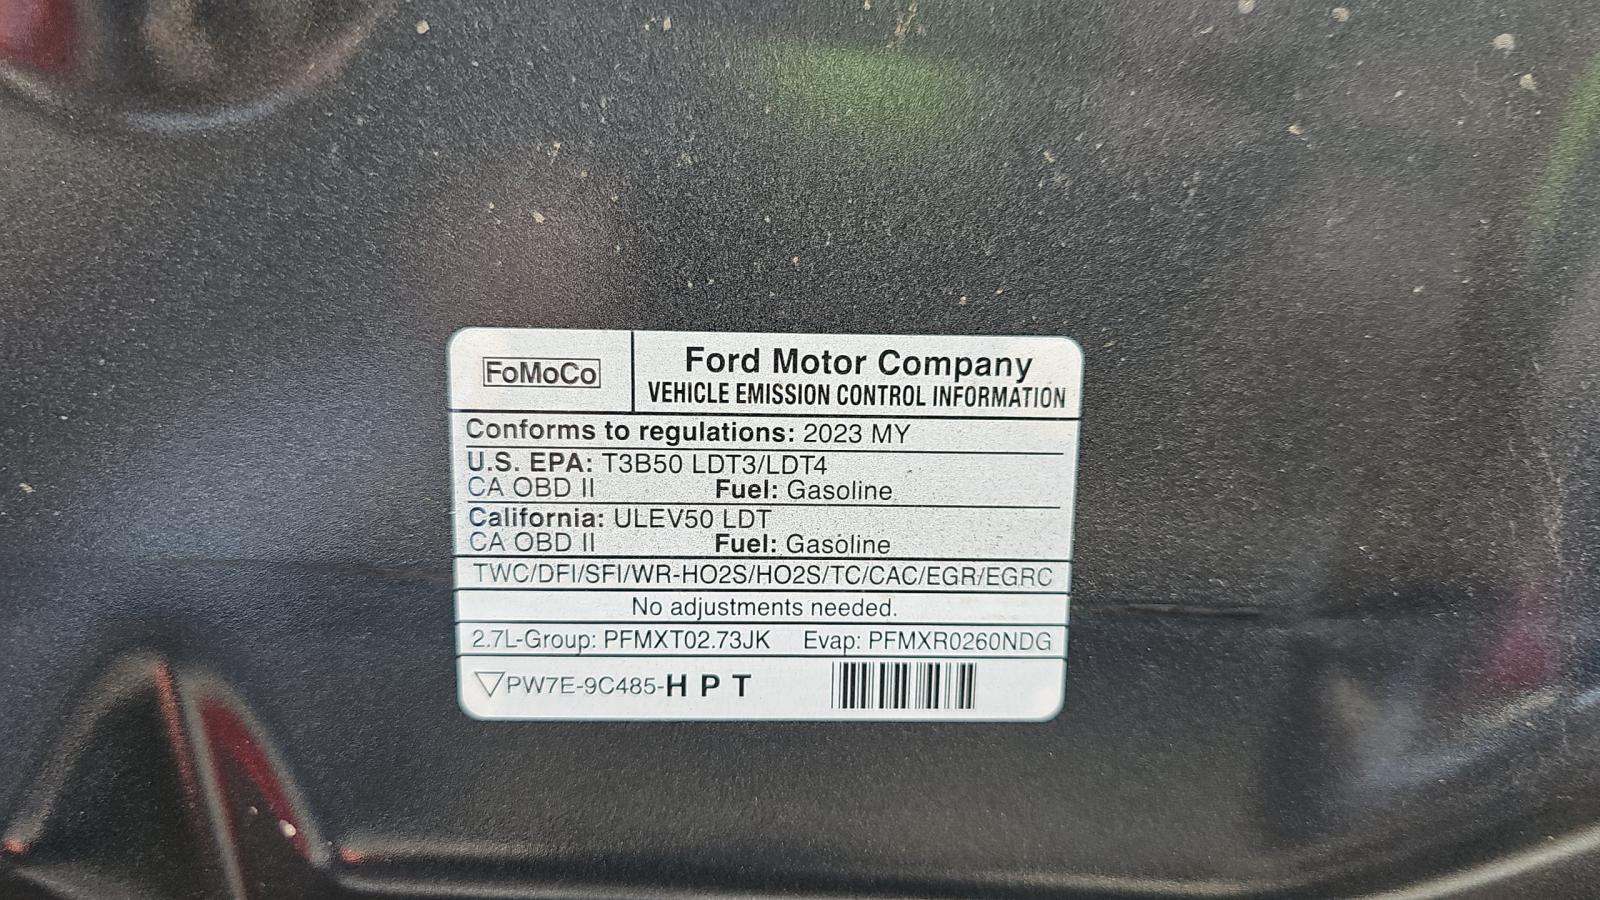 FoMoCo
Ford Motor Company
VEHICLE EMISSION CONTROL INFORMATION
Conforms to regulations: 2023 MY
U.S. EPA: T3B50 LDT3/LDT4
CA OBD II Fuel: Gasoline
California: ULEV50 LDT
CA OBD II Fuel: Gasoline
TWC/DFI/SFI/WR-HO2S/HO2S/TC/CAC/EGR/EGRC
No adjustments needed.
2.7L-Group: PFMXT02.73JK Evap: PFMXR0260NDG
PW7E-9C485-H P T